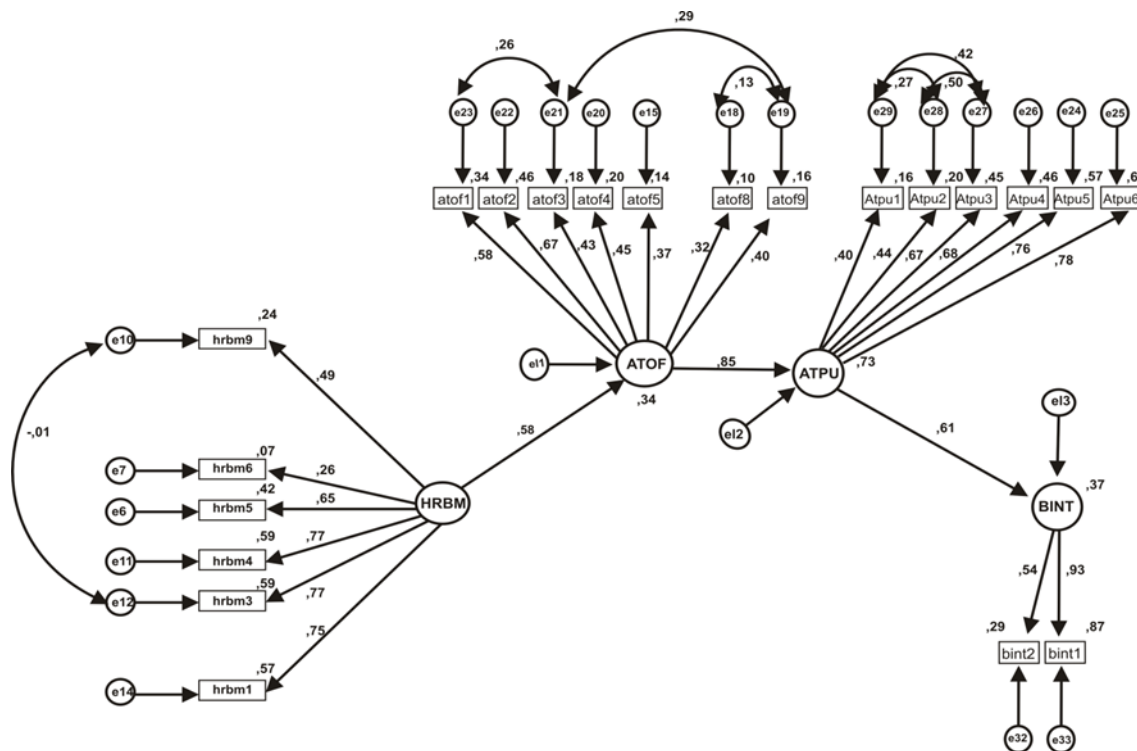 ,29
,26
,42
,13
,27
,50
e23
e22
e21
e20
e15
e18
e19
e29
e28
e27
e26
e24
e25
,34
,46
,18
,20
,14
,10
,16
,16
,20
,45
,46
,57
,6
atof1
atof2
atof3
atof4
atof5
atof8
atof9
Atpu1
Atpu2
Atpu3
Atpu4
Atpu5
Atpu6
,58
,67
,43
,45
,37
,32
,40
,40
,44
,67
,68
,76
,78
,24
e10
hrbm9
,49
el1
ATOF
,85
ATPU
,73
,34
el2
el3
-,01
,58
,61
,07
e7
hrbm6
,26
,42
e6
hrbm5
,65
HRBM
,37
BINT
,59
e11
hrbm4
,77
,59
e12
hrbm3
,77
,54
,93
,75
,29
,87
bint2
bint1
,57
e14
hrbm1
e32
e33